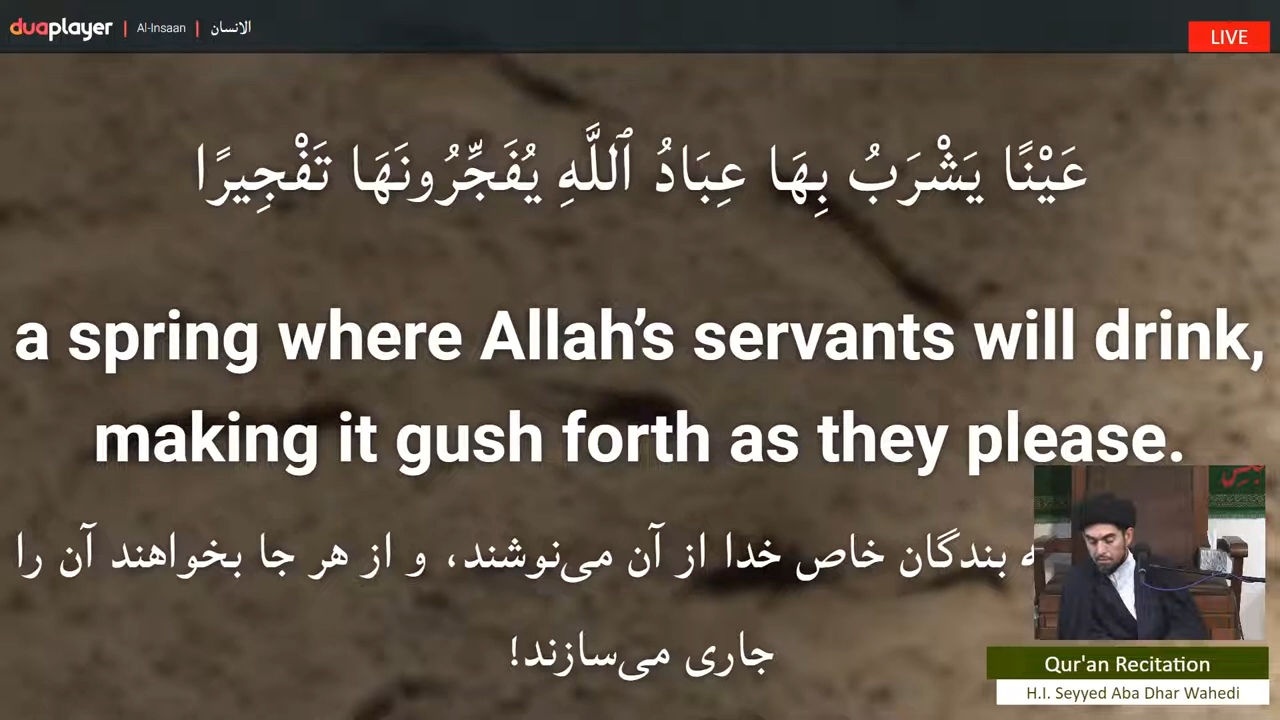 duaplayer | Al-Insaan | الانسان
LIVE
عَيْنًا يَشْرَبُ بِهَا عِبَادُ ٱللَّهِ يُفَجِّرُونَهَا تَفْجِيرًا
a spring where Allah’s servants will drink,
making it gush forth as they please.
بندگان خاص خدا از آن می‌نوشند، و از هر جا بخواهند آن را
جاری می‌سازند!
Qur'an Recitation
H.I. Seyyed Aba Dhar Wahedi